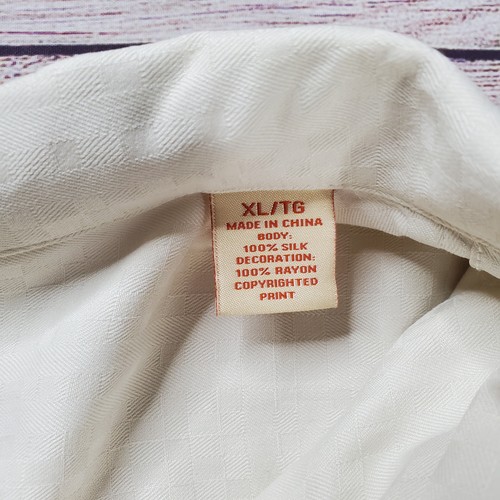 XL/TG
MADE IN CHINA
BODY:
100% SILK
DECORATION:
100% RAYON
COPYRIGHTED
PRINT